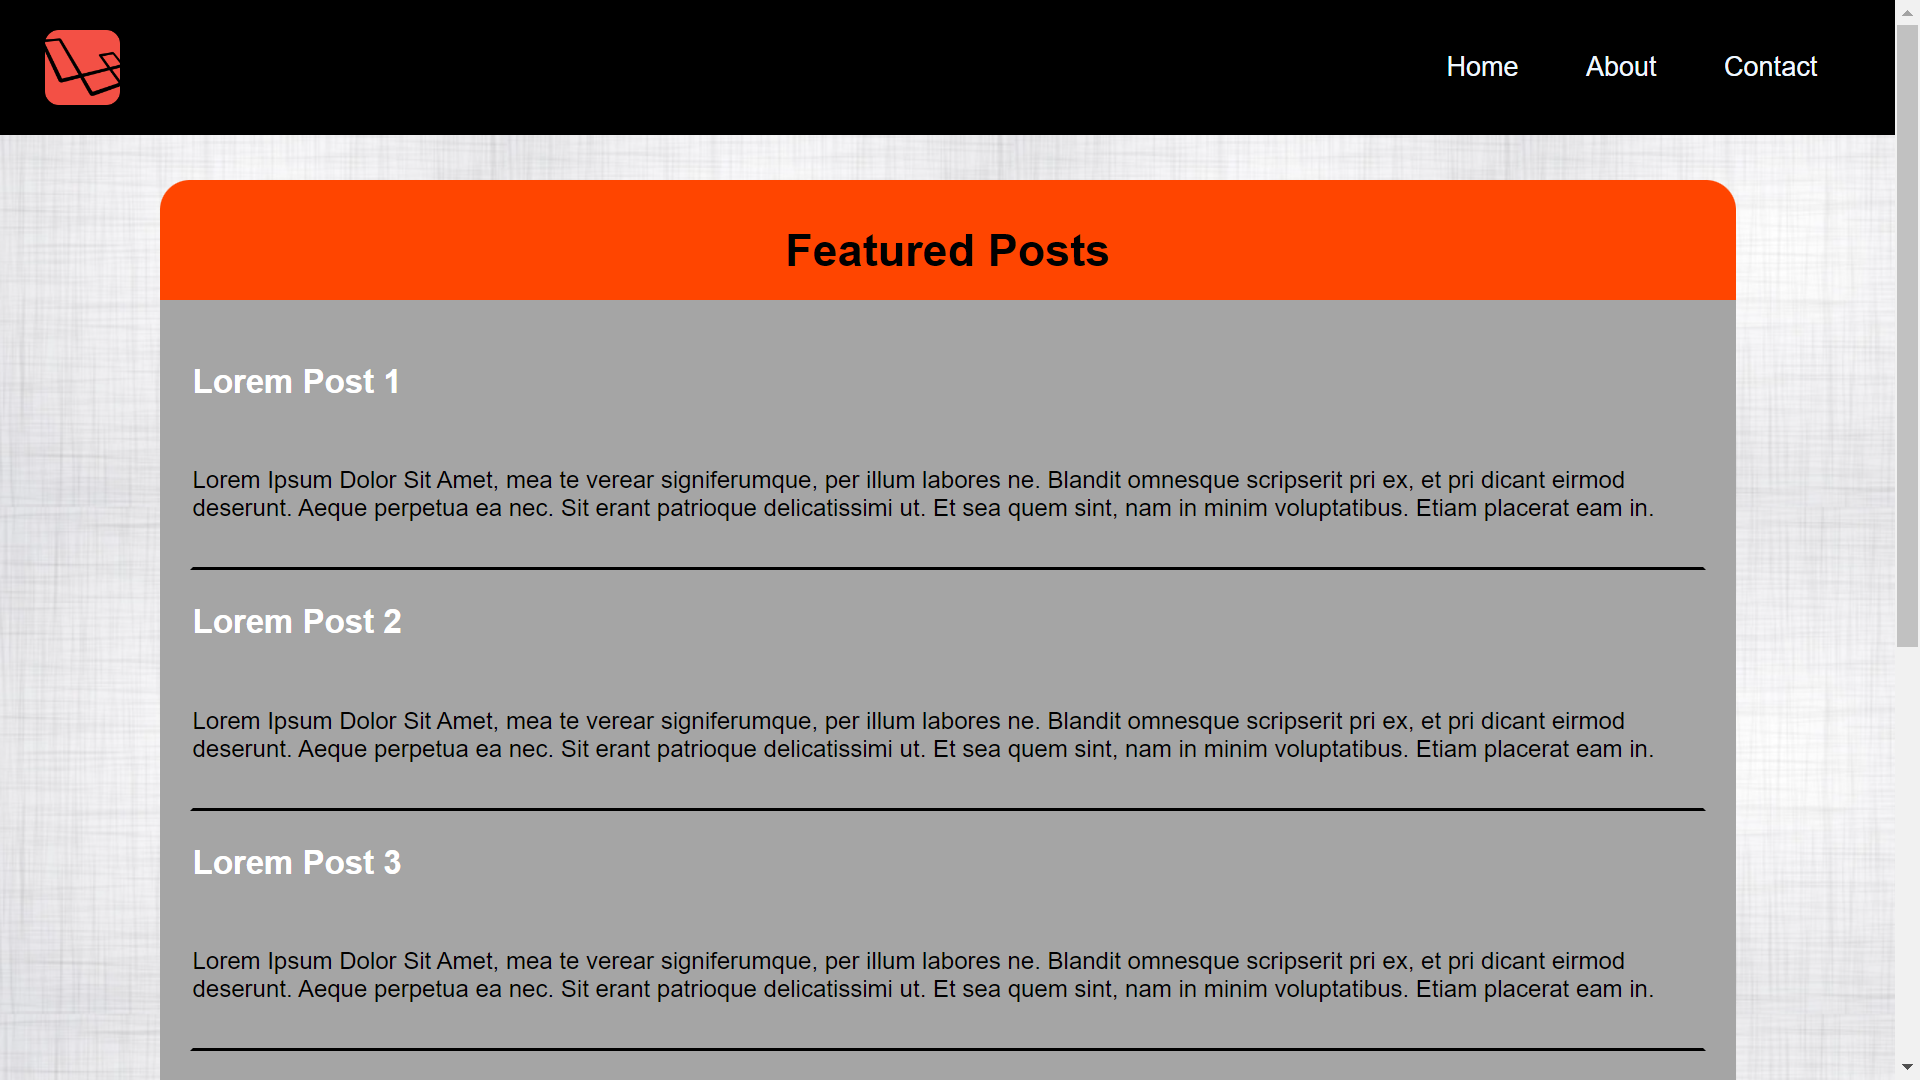 Home About Contact
Featured Posts
Lorem Post 1
Lorem Ipsum Dolor Sit Amet, mea te verear signiferumque, per illum labores ne. Blandit omnesque scripserit pri ex, et pri dicant eirmod
deserunt. Aeque perpetua ea nec. Sit erant patrioque delicatissimi ut. Et sea quem sint, nam in minim voluptatibus. Etiam placerat eam in.
Lorem Post 2
Lorem Ipsum Dolor Sit Amet, mea te verear signiferumque, per illum labores ne. Blandit omnesque scripserit pri ex, et pri dicant eirmod
deserunt. Aeque perpetua ea nec. Sit erant patrioque delicatissimi ut. Et sea quem sint, nam in minim voluptatibus. Etiam placerat eam in.
Lorem Post 3
Lorem Ipsum Dolor Sit Amet, mea te verear signiferumque, per illum labores ne. Blandit omnesque scripserit pri ex, et pri dicant eirmod
deserunt. Aeque perpetua ea nec. Sit erant patrioque delicatissimi ut. Et sea quem sint, nam in minim voluptatibus. Etiam placerat eam in.